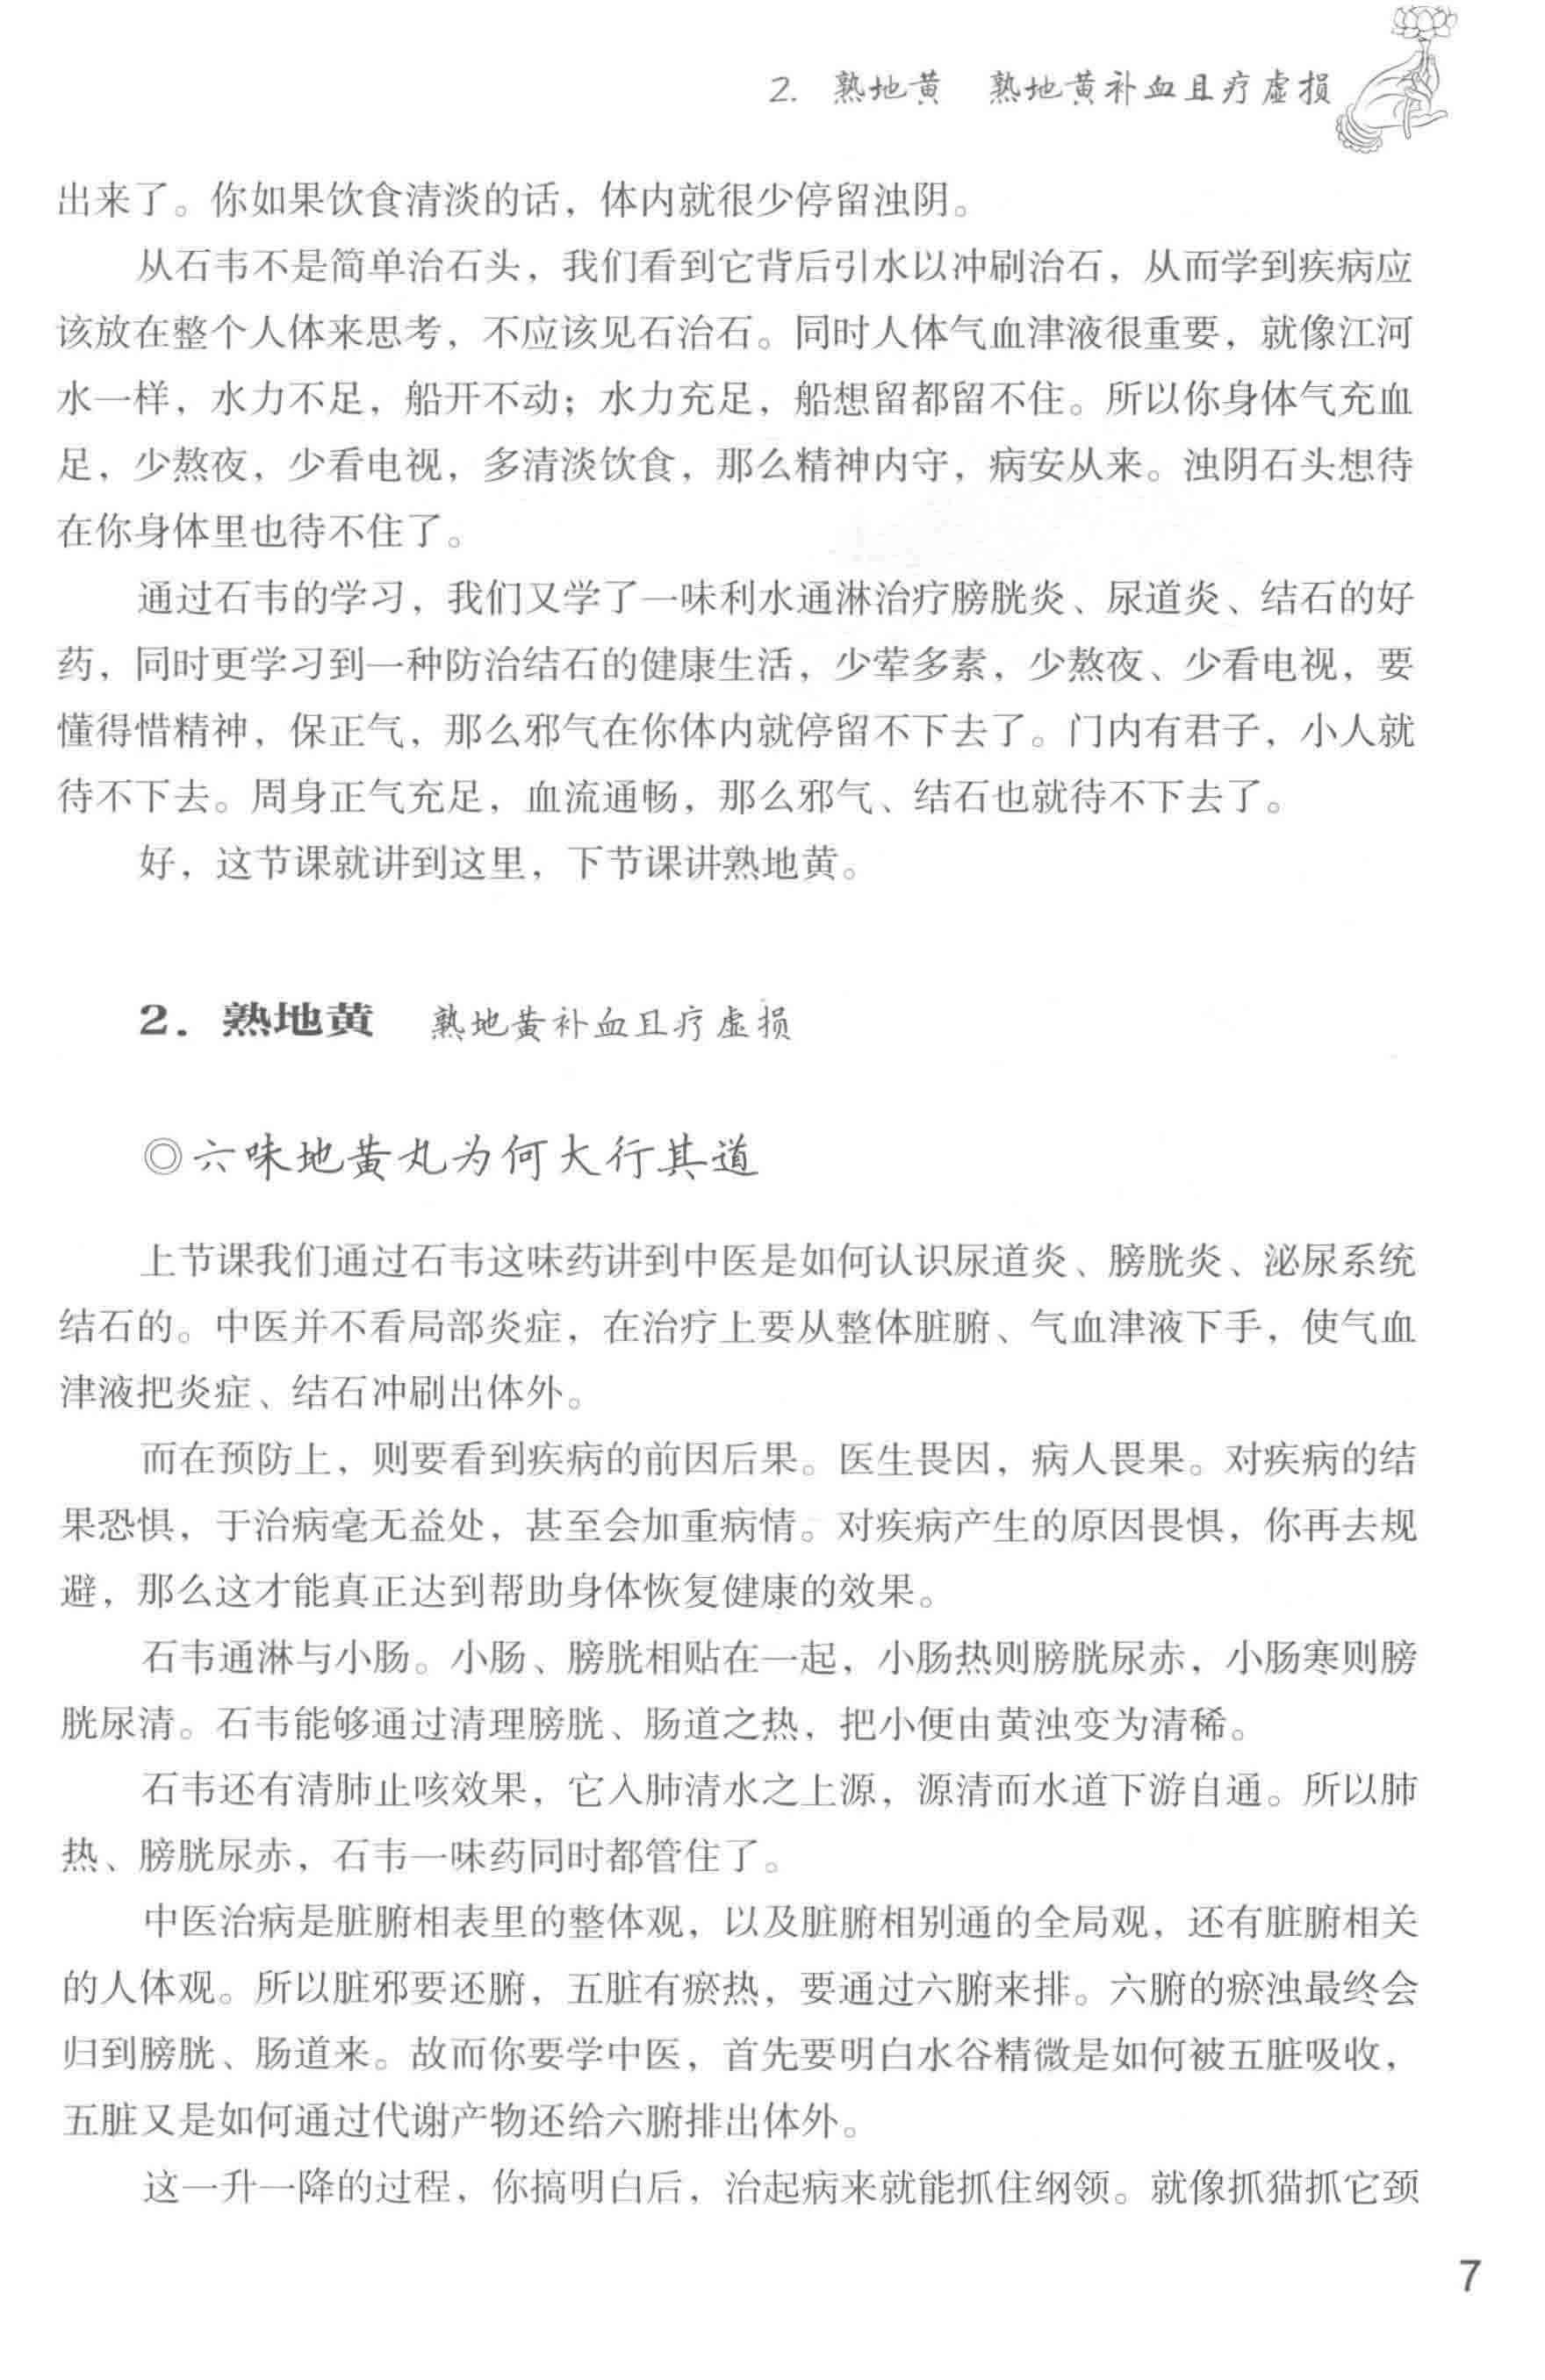 2. 熟地黄 熟地黄补血且疗虚损
出来了。你如果饮食清淡的话，体内就很少停留浊阴。
从石韦不是简单治石头，我们看到它背后引水以冲刷治石，从而学到疾病应
该放在整个人体来思考，不应该见石治石。同时人体气血津液很重要，就像江河
水一样，水力不足，船开不动；水力充足，船想留都留不住。所以你身体气充血
足，少熬夜，少看电视，多清淡饮食，那么精神内守，病安从来。浊阴石头想待
在你身体里也待不住了。
通过石韦的学习，我们又学了一味利水通淋治疗膀胱炎、尿道炎、结石的好
药，同时更学习到一种防治结石的健康生活，少荤多素，少熬夜、少看电视，要
懂得惜精神，保正气，那么邪气在你体内就停留不下去了。门内有君子，小人就
待不下去。周身正气充足，血流通畅，那么邪气、结石也就待不下去了。
好，这节课就讲到这里，下节课讲熟地黄。
2. 熟地黄 熟地黄补血且疗虚损
◎六味地黄丸为何大行其道
上节课我们通过石韦这味药讲到中医是如何认识尿道炎、膀胱炎、泌尿系统
结石的。中医并不看局部炎症，在治疗上要从整体脏腑、气血津液下手，使气血
津液把炎症、结石冲刷出体外。
而在预防上，则要看到疾病的前因后果。医生畏因，病人畏果。对疾病的结
果恐惧，于治病毫无益处，甚至会加重病情。对疾病产生的原因畏惧，你再去规
避，那么这才能真正达到帮助身体恢复健康的效果。
石韦通淋与小肠。小肠、膀胱相贴在一起，小肠热则膀胱尿赤，小肠寒则膀
胱尿清。石韦能够通过清理膀胱、肠道之热，把小便由黄浊变为清稀。
石韦还有清肺止咳效果，它入肺清水之上源，源清而水道下游自通。所以肺
热、膀胱尿赤，石韦一味药同时都管住了。
中医治病是脏腑相表里的整体观，以及脏腑相别通的全局观，还有脏腑相关
的人体观。所以脏邪要还腑，五脏有瘀热，要通过六腑来排。六腑的瘀浊最终会
归到膀胱、肠道来。故而你要学中医，首先要明白水谷精微是如何被五脏吸收，
五脏又是如何通过代谢产物还给六腑排出体外。
这一升一降的过程，你搞明白后，治起病来就能抓住纲领。就像抓猫抓它颈
7